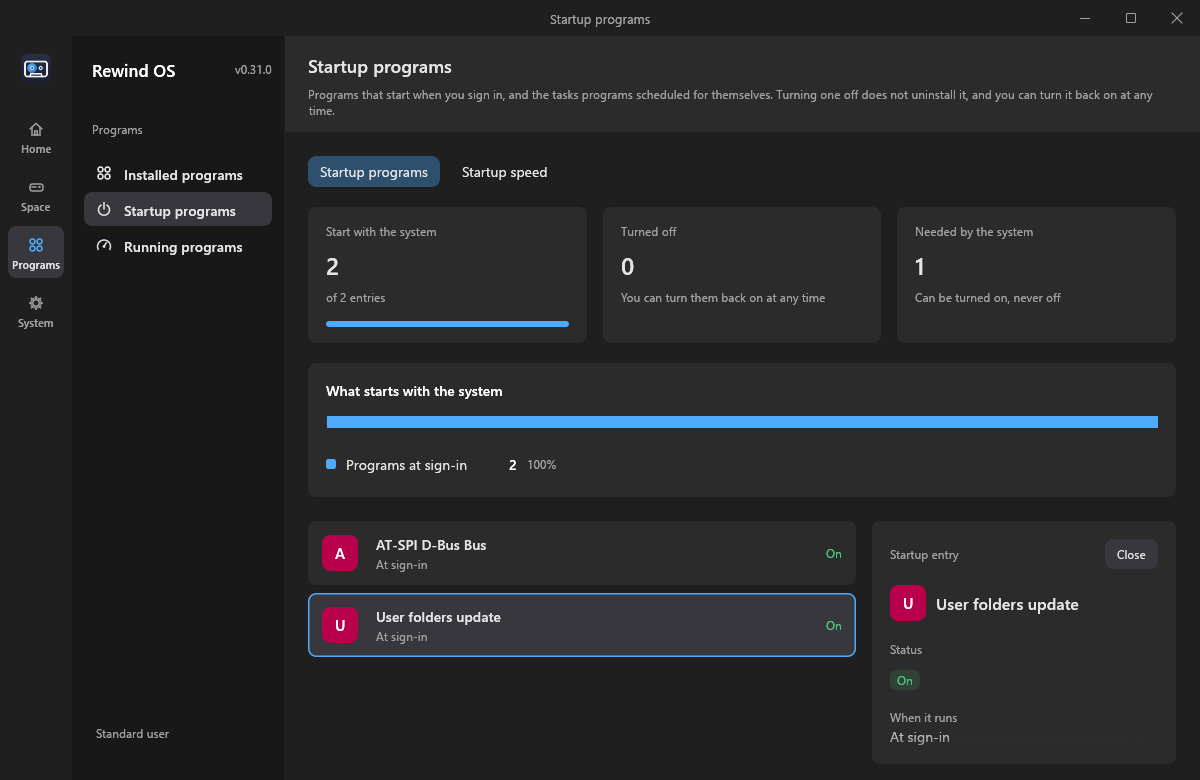 Startup programs
Rewind OS
v0.31.0
Home
Space
Programs
System
Programs
Installed programs
Startup programs
Running programs
Standard user
Startup programs
Programs that start when you sign in, and the tasks programs scheduled for themselves. Turning one off does not uninstall it, and you can turn it back on at any
time.
Startup programs
Startup speed
Start with the system
2
of 2 entries
Turned off
0
You can turn them back on at any time
Needed by the system
1
Can be turned on, never off
What starts with the system
Programs at sign-in 2 100%
A
AT-SPI D-Bus Bus
At sign-in
On
U
User folders update
At sign-in
On
Startup entry
Close
U
User folders update
Status
On
When it runs
At sign-in